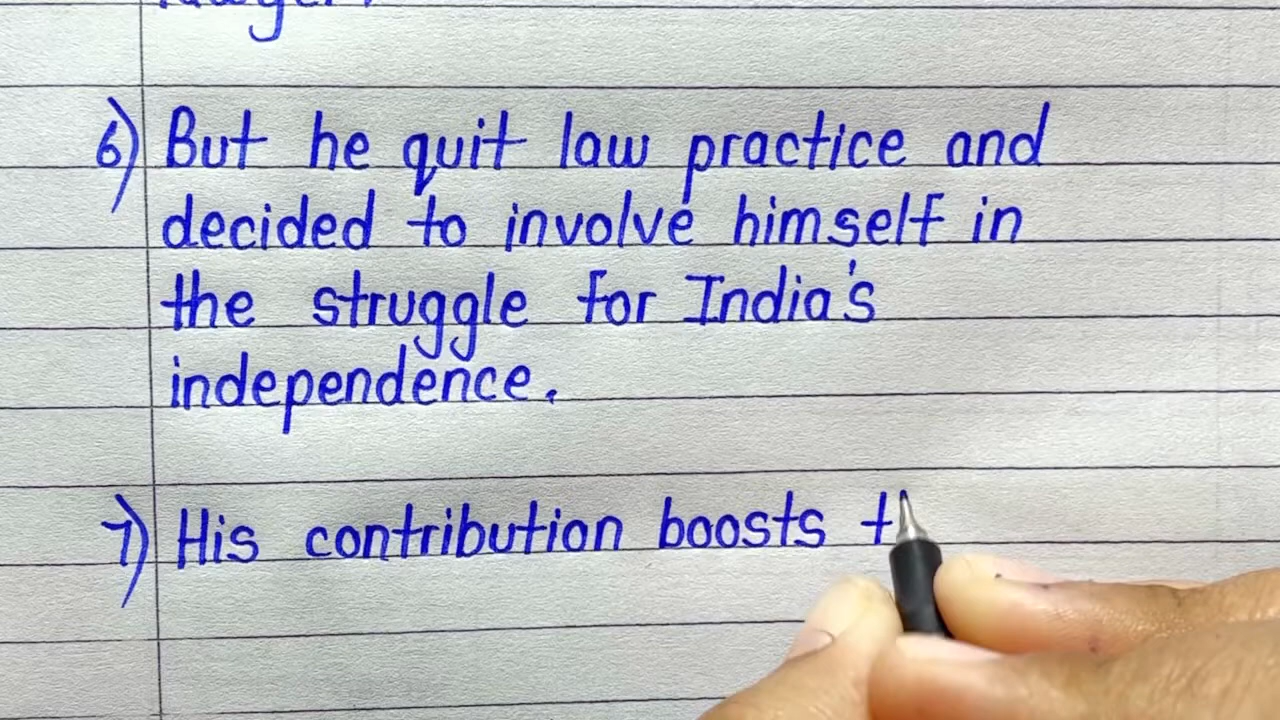 6) But he quit law practice and
decided to involve himself in
the struggle for India's
independence.
7) His contribution boosts